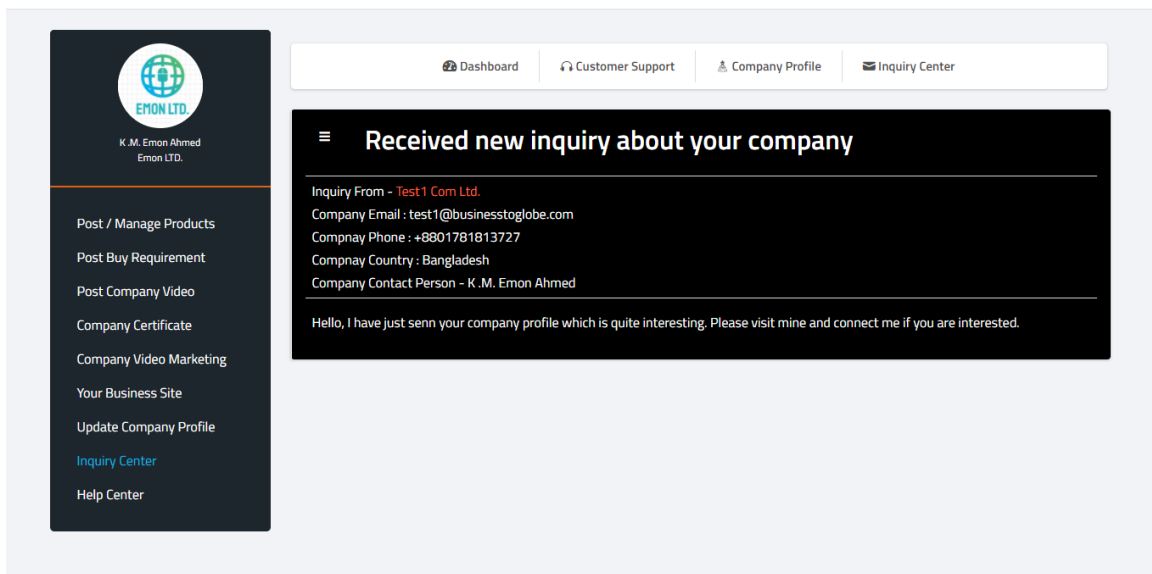 EMON LTD.
K .M. Emon Ahmed
Emon LTD.
Post / Manage Products
Post Buy Requirement
Post Company Video
Company Certificate
Company Video Marketing
Your Business Site
Update Company Profile
Inquiry Center
Help Center
Dashboard
Customer Support
Company Profile
Inquiry Center
Received new inquiry about your company
Inquiry From - Test1 Com Ltd.
Company Email : test1@businesstoglobe.com
Compnay Phone : +8801781813727
Compnay Country : Bangladesh
Company Contact Person - K .M. Emon Ahmed
Hello, I have just senn your company profile which is quite interesting. Please visit mine and connect me if you are interested.